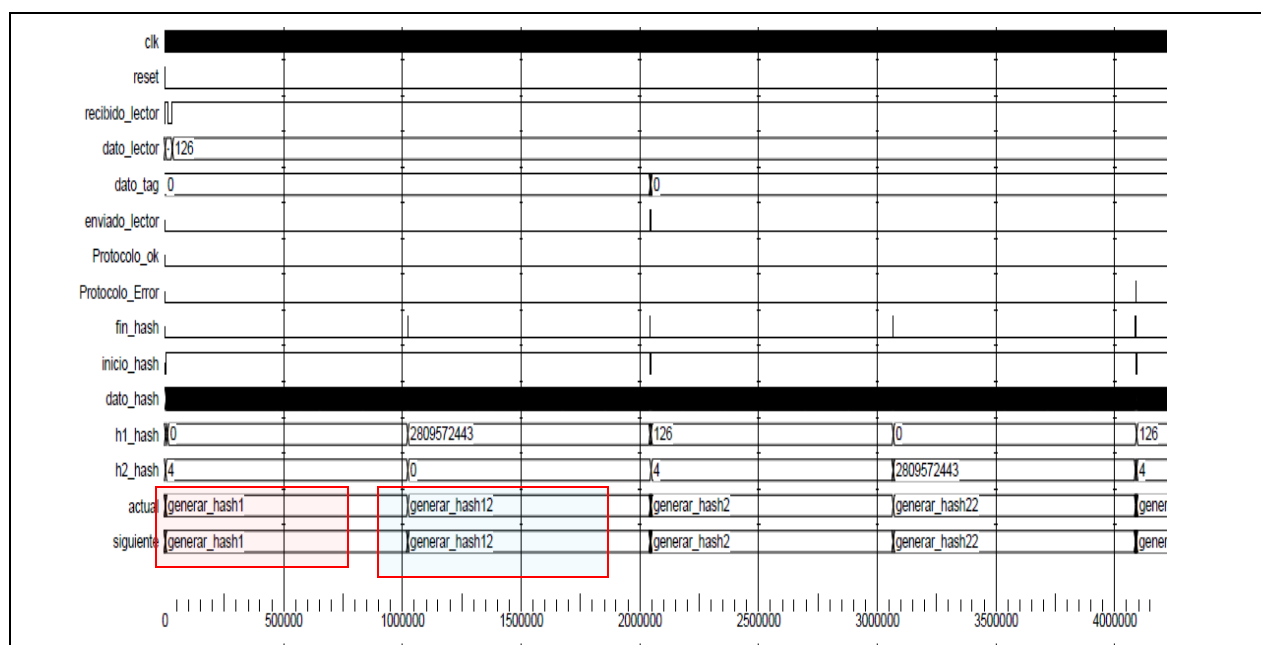 clk
reset
recibido_lector
dato_lector 126
dato_tag 0 0
enviado_lector
Protocolo_ok
Protocolo_Error
fin_hash
inicio_hash
dato_hash
h1_hash 0 2809572443 126 0 126
h2_hash 4 0 4 2809572443 4
actual generar_hash1 generar_hash12 generar_hash2 generar_hash22 gener
siguiente generar_hash1 generar_hash12 generar_hash2 generar_hash22 gener
0 500000 1000000 1500000 2000000 2500000 3000000 3500000 4000000